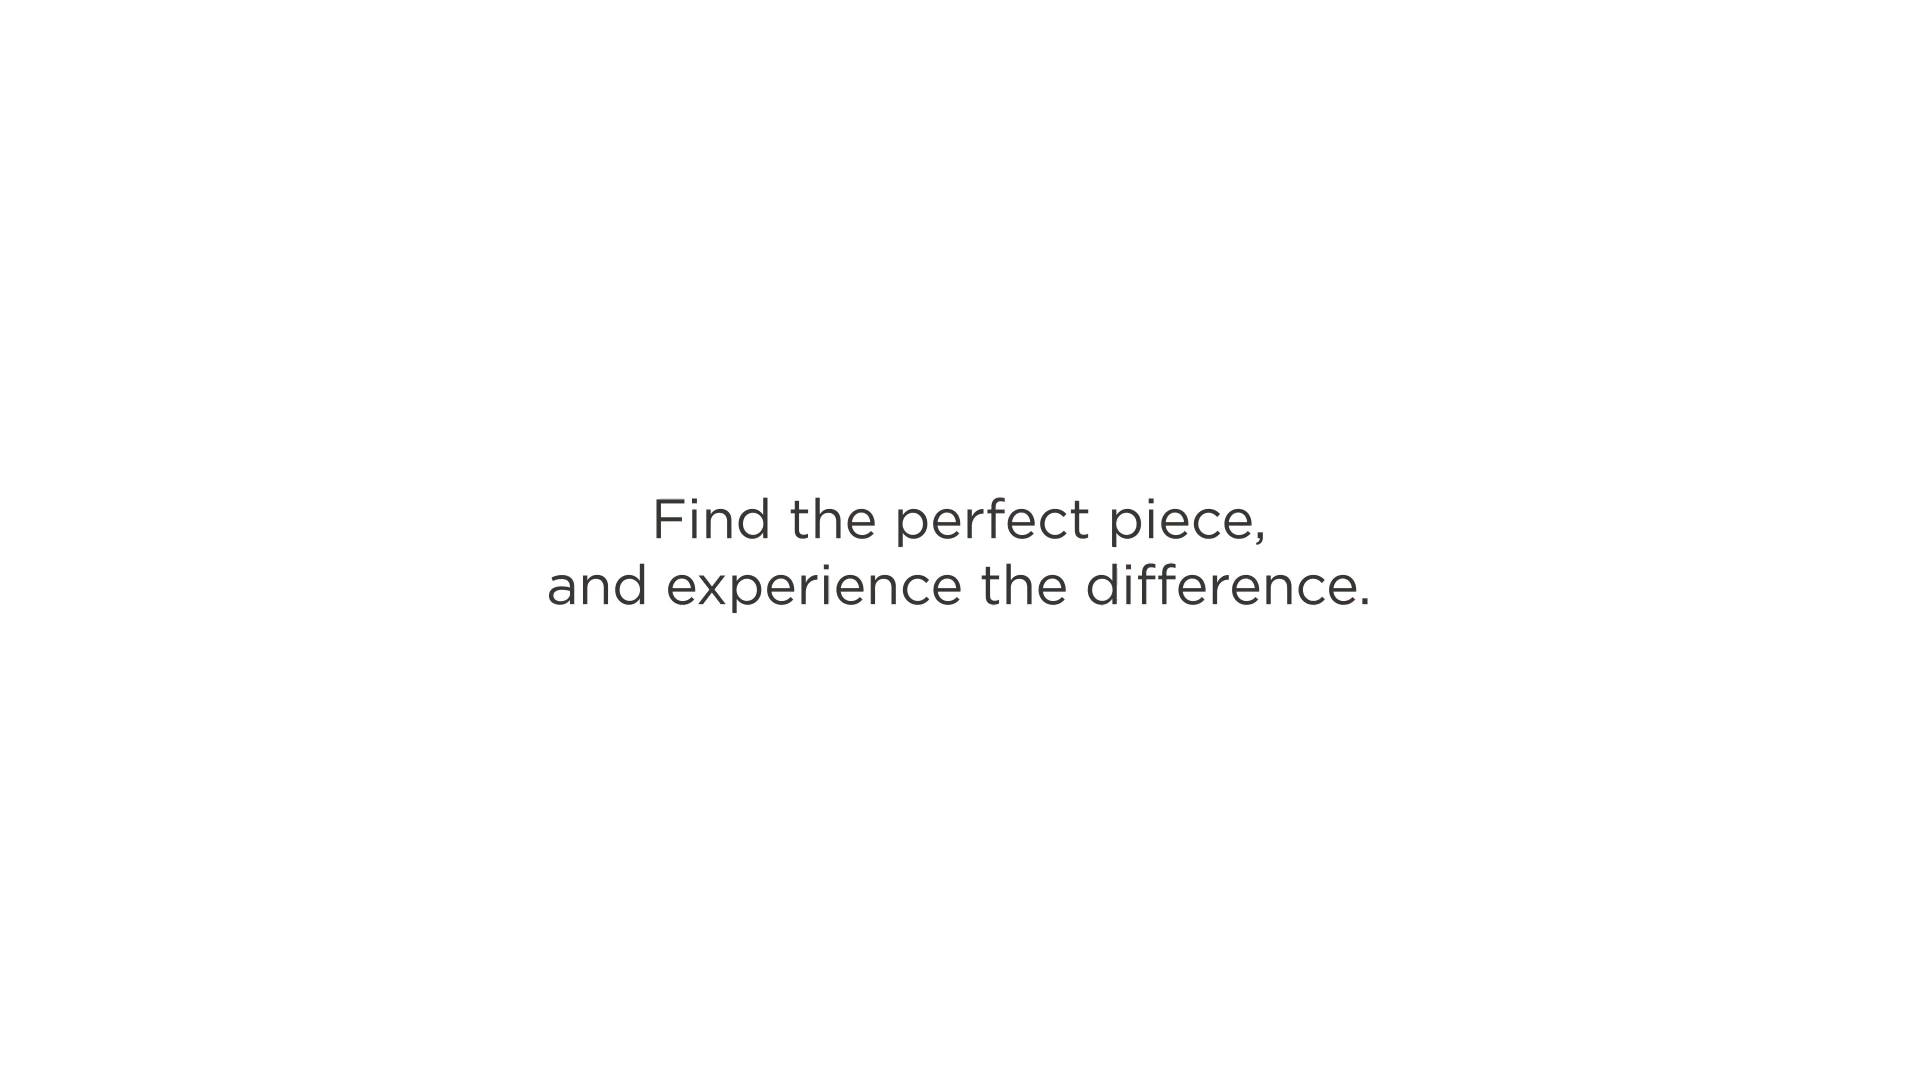 Find the perfect piece,
and experience the difference.